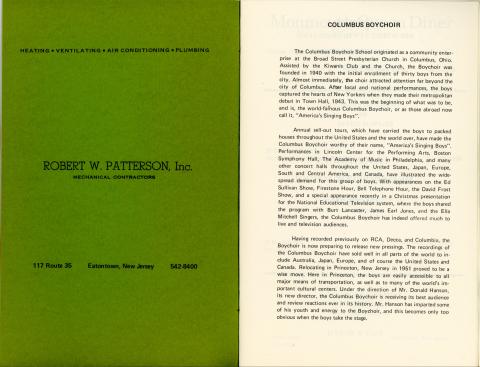 HEATING • VENTILATING • AIR CONDITIONING • PLUMBING
ROBERT W. PATTERSON, Inc.
MECHANICAL CONTRACTORS
117 Route 35 Eatontown, New Jersey 542-8400
COLUMBUS BOYCHOIR
The Columbus Boychoir School originated as a community enter-
prise at the Broad Street Presbyterian Church in Columbus, Ohio.
Assisted by the Kiwanis Club and the Church, the Boychoir was
founded in 1940 with the initial enrollment of thirty boys from the
city. Almost immediately, the choir attracted attention far beyond the
city of Columbus. After local and national performances, the boys
captured the hearts of New Yorkers when they made their metropolitan
debut in Town Hall, 1943. This was the beginning of what was to be,
and is, the world-famous Columbus Boychoir, or as those abroad now
call it, "America's Singing Boys".
Annual sell-out tours, which have carried the boys to packed
houses throughout the United States and the world over, have made the
Columbus Boychoir worthy of their name, "America's Singing Boys".
Performances in Lincoln Center for the Performing Arts, Boston
Symphony Hall, The Academy of Music in Philadelphia, and many
other concert halls throughout the United States, Japan, Europe,
South and Central America, and Canada, have illustrated the wide-
spread demand for this group of boys. With appearances on the Ed
Sullivan Show, Firestone Hour, Bell Telephone Hour, the David Frost
Show, and a special appearance recently in a Christmas presentation
for the National Educational Television system, where the boys shared
the program with Burt Lancaster, James Earl Jones, and the Ella
Mitchell Singers, the Columbus Boychoir has indeed offered much to
live and television audiences.
Having recorded previously on RCA, Decca, and Columbia, the
Boychoir is now preparing to release new pressings. The recordings of
the Columbus Boychoir have sold well in all parts of the world to in-
clude Australia, Japan, Europe, and of course the United States and
Canada. Relocating in Princeton, New Jersey in 1951 proved to be a
wise move. Here in Princeton, the boys are easily accessible to all
major means of transportation, as well as to many of the world's im-
portant cultural centers. Under the direction of Mr. Donald Hanson,
its new director, the Columbus Boychoir is receiving its best audience
and review reactions ever in its history. Mr. Hanson has imparted some
of his youth and energy to the Boychoir, and this becomes only too
obvious when the boys take the stage.